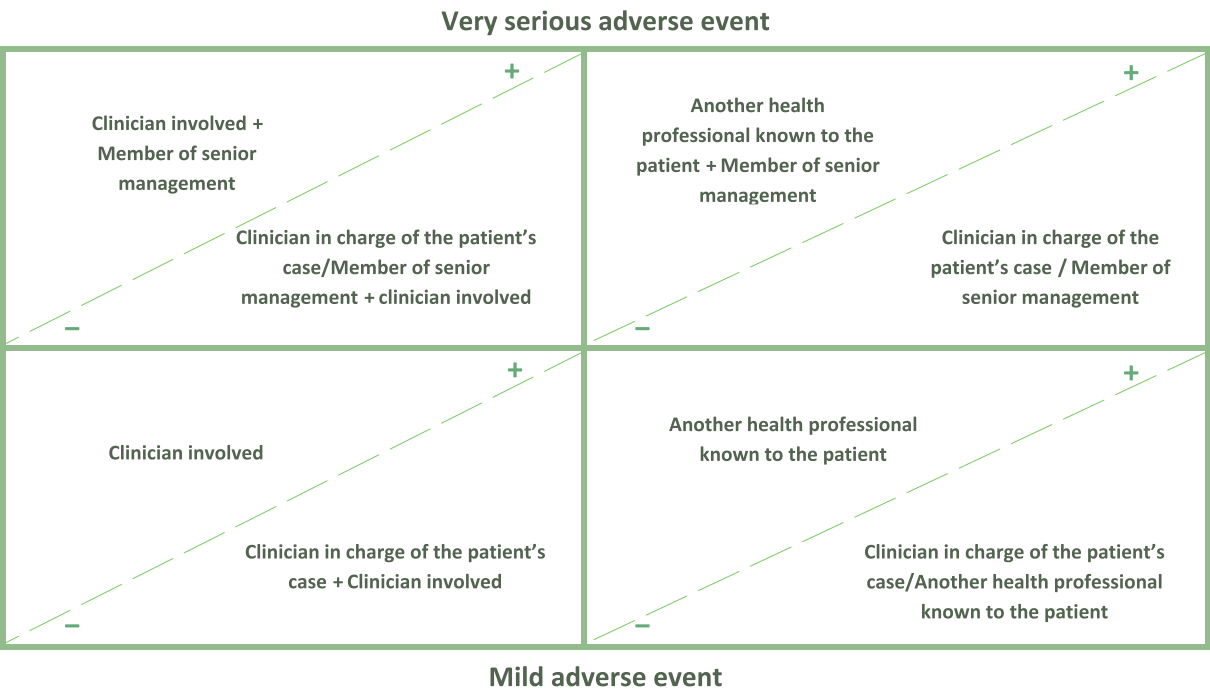 Very serious adverse event
+
Clinician involved +
Member of senior
management
Clinician in charge of the patient’s
case/Member of senior
management + clinician involved
–
+
Another health
professional known to the
patient + Member of senior
management
Clinician in charge of the
patient’s case / Member of
senior management
–
+
Clinician involved
Clinician in charge of the patient’s
case + Clinician involved
–
+
Another health professional
known to the patient
Clinician in charge of the patient’s
case/Another health professional
known to the patient
–
Mild adverse event